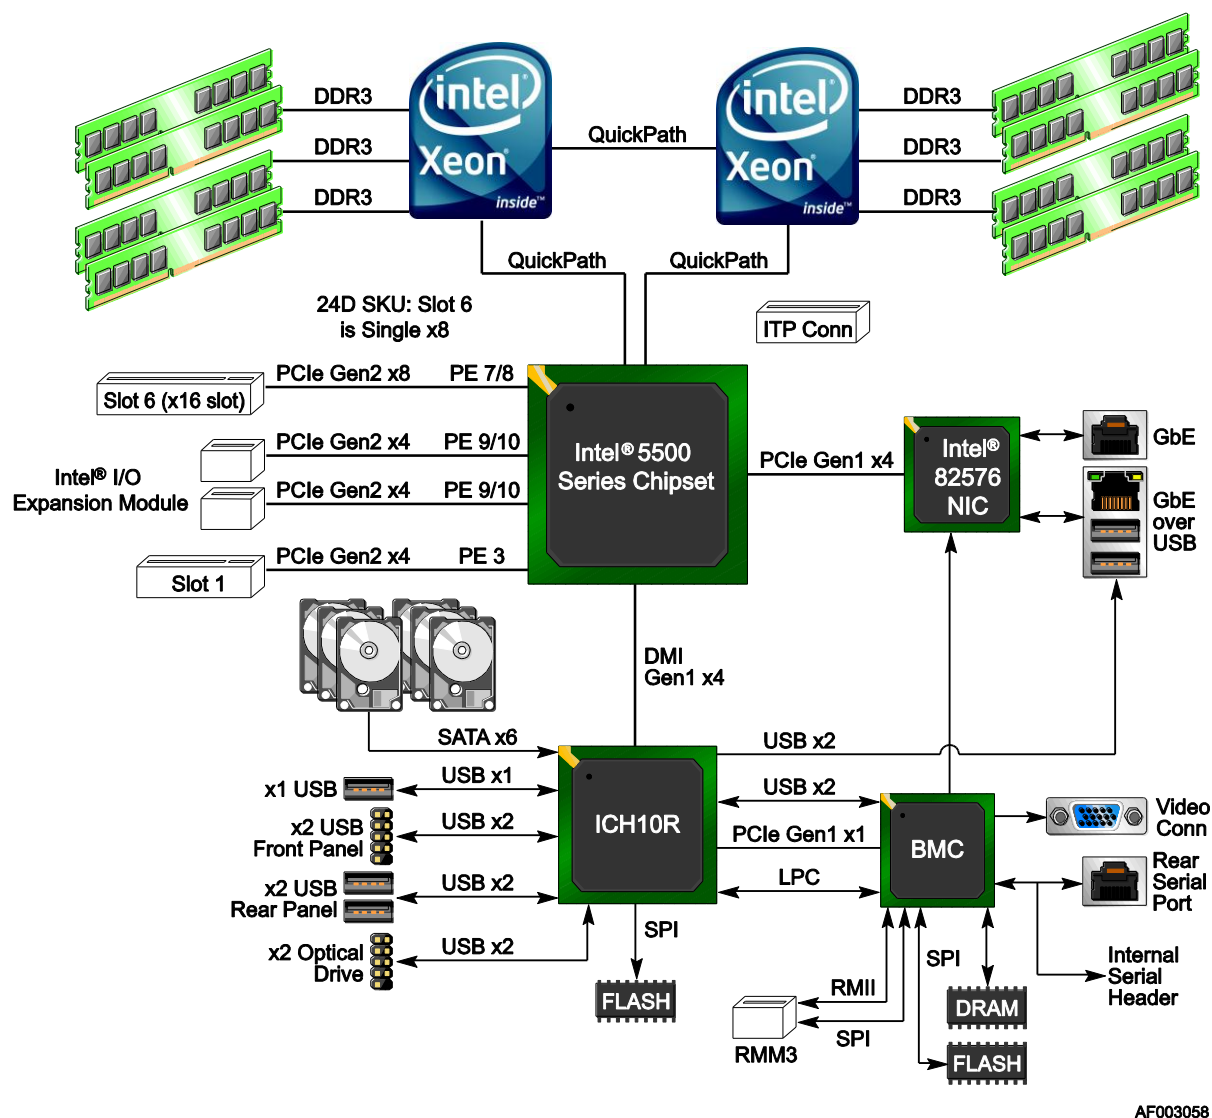 DDR3
DDR3
DDR3
intel
Xeon®
inside™
QuickPath
intel
Xeon®
inside™
DDR3
DDR3
DDR3
QuickPath
QuickPath
24D SKU: Slot 6
is Single x8
ITP Conn
Slot 6 (x16 slot)
PCIe Gen2 x8
PE 7/8
PCIe Gen2 x4
PE 9/10
Intel® I/O
Expansion Module
PCIe Gen2 x4
PE 9/10
Slot 1
PCIe Gen2 x4
PE 3
Intel® 5500
Series Chipset
PCIe Gen1 x4
Intel®
82576
NIC
GbE
GbE
over
USB
DMI
Gen1 x4
SATA x6
USB x2
x1 USB
USB x1
x2 USB
Front Panel
USB x2
x2 USB
Rear Panel
USB x2
x2 Optical
Drive
USB x2
ICH10R
USB x2
PCIe Gen1 x1
LPC
BMC
Video
Conn
Rear
Serial
Port
Internal
Serial
Header
SPI
FLASH
RMII
SPI
RMM3
SPI
DRAM
FLASH
AF003058